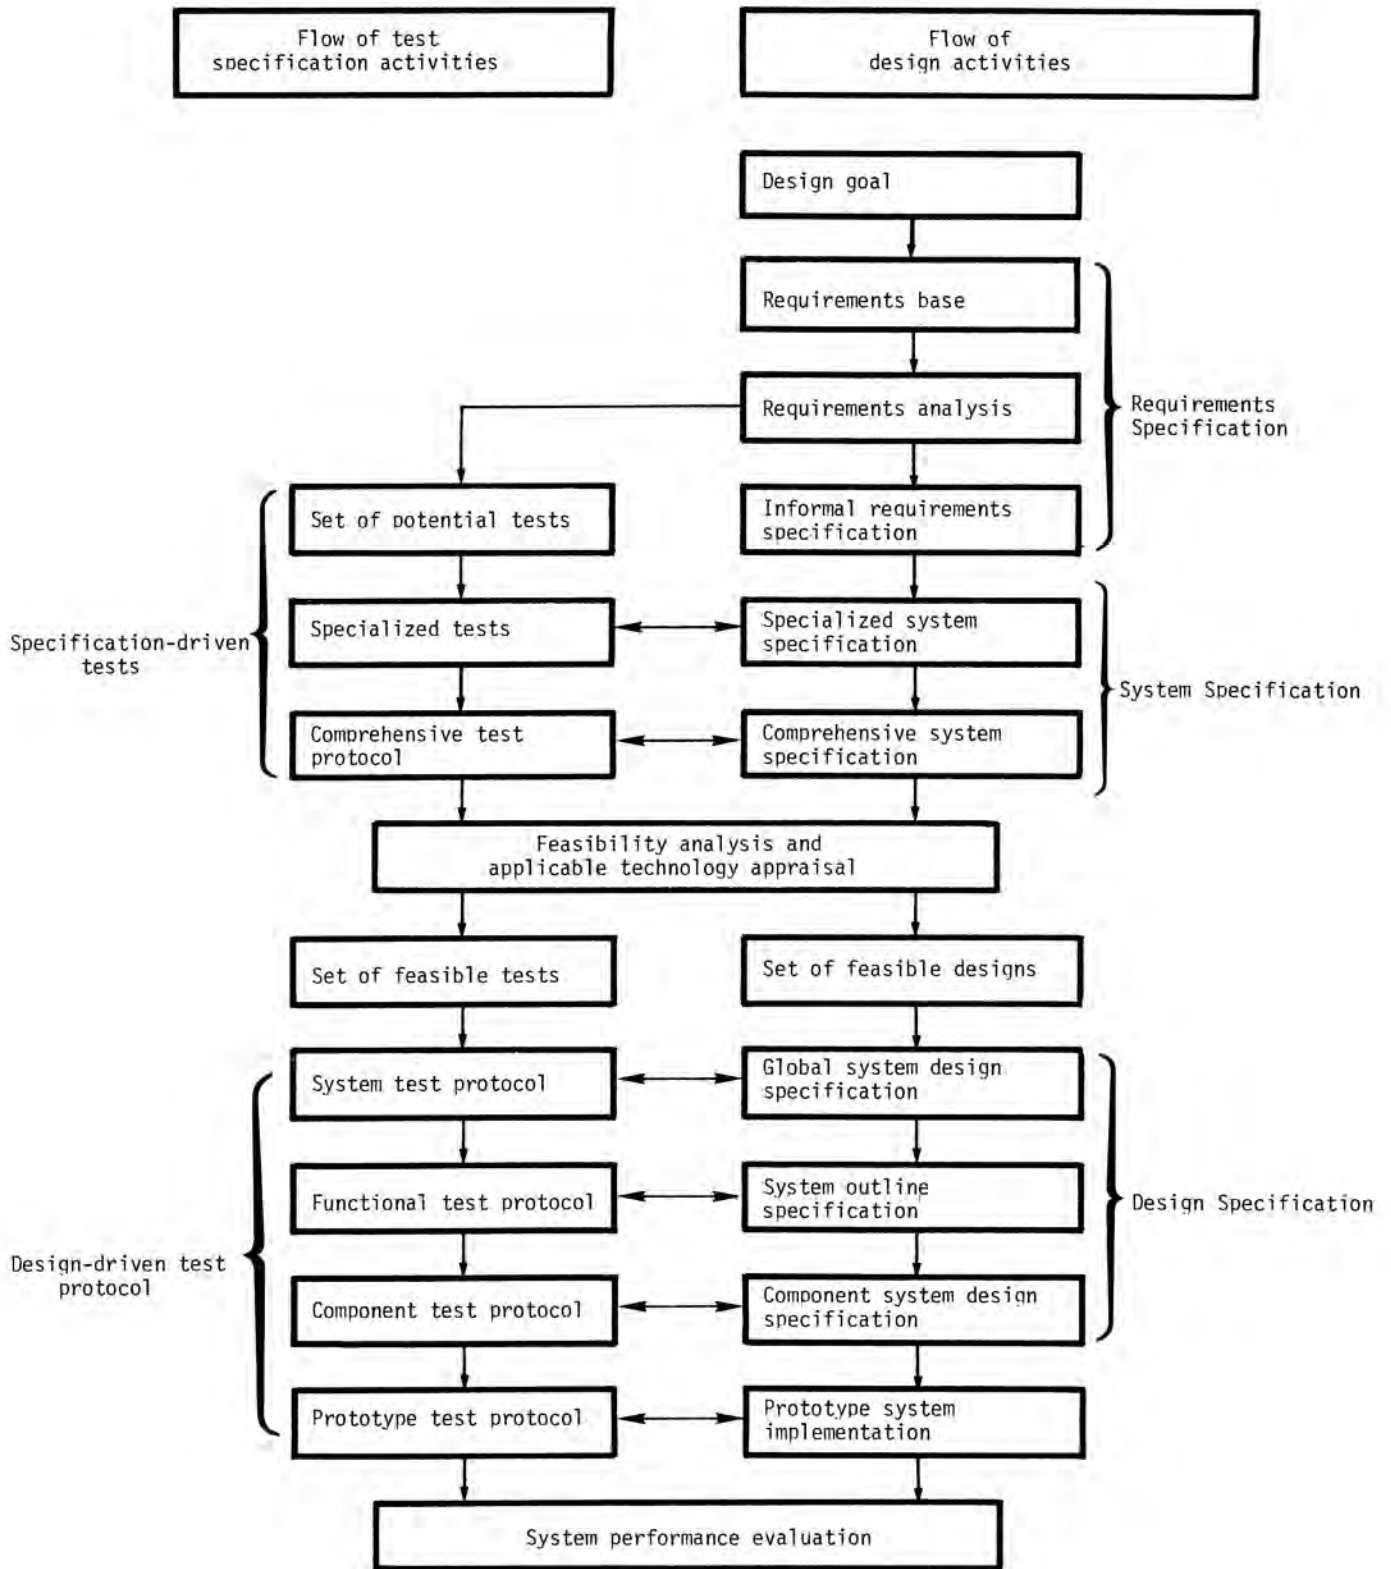 Flow of test
specification activities
Flow of
design activities
Design goal
Requirements base
Requirements analysis
Requirements
Specification
Set of potential tests
Informal requirements
specification
Specification-driven
tests
Specialized tests
Specialized system
specification
System Specification
Comprehensive test
protocol
Comprehensive system
specification
Feasibility analysis and
applicable technology appraisal
Set of feasible tests
Set of feasible designs
System test protocol
Global system design
specification
Functional test protocol
System outline
specification
Design Specification
Design-driven test
protocol
Component test protocol
Component system design
specification
Prototype test protocol
Prototype system
implementation
System performance evaluation